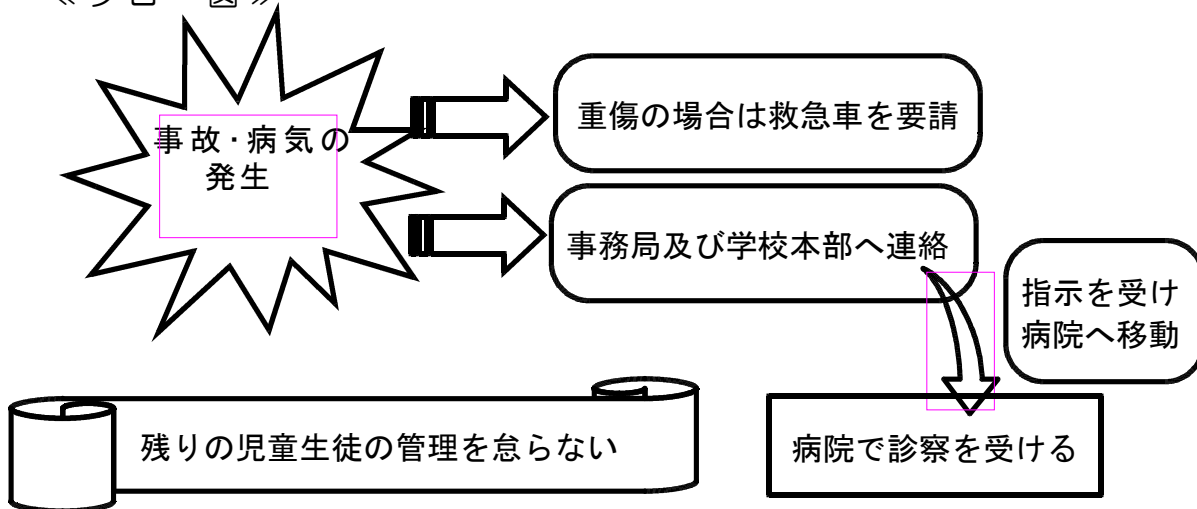 ≪フロー図≫
事故・病気の
発生
重傷の場合は救急車を要請
事務局及び学校本部へ連絡
指示を受け
病院へ移動
残りの児童生徒の管理を怠らない
病院で診察を受ける